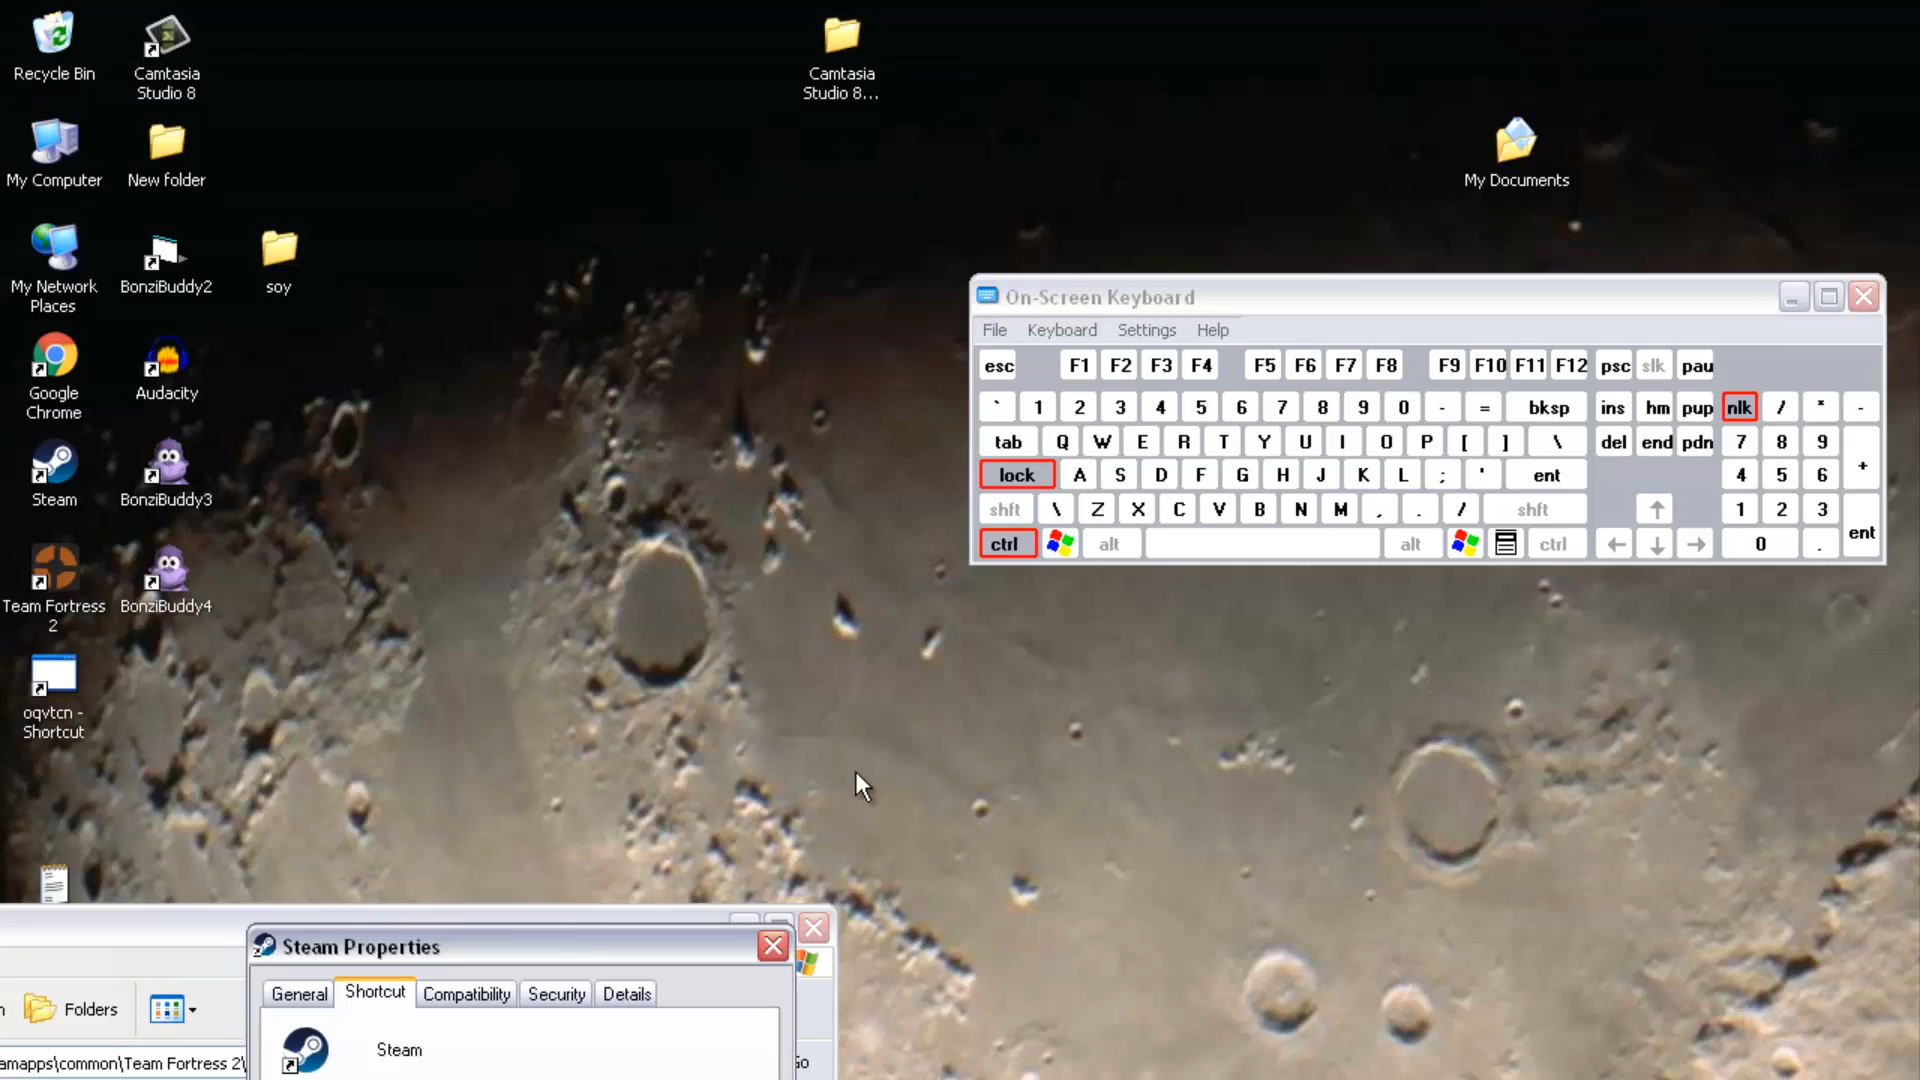 Recycle Bin
Camtasia
Studio 8
Camtasia
Studio 8...
My Computer
New folder
My Documents
My Network
Places
BonziBuddy2
soy
Google
Chrome
Audacity
Steam
BonziBuddy3
Team Fortress
2
BonziBuddy4
oqvtcn -
Shortcut
On-Screen Keyboard
File Keyboard Settings Help
esc F1 F2 F3 F4 F5 F6 F7 F8 F9 F10 F11 F12 psc slk pau
` 1 2 3 4 5 6 7 8 9 0 - = bksp ins hm pup nlk / * -
tab Q W E R T Y U I O P [ ] \ del end pdn 7 8 9 +
lock A S D F G H J K L ; ' ent 4 5 6
shft \ Z X C V B N M , . / shft ↑ 1 2 3 ent
ctrl alt alt ctrl ← ↓ → 0 .
Steam Properties
General Shortcut Compatibility Security Details
Folders
Steam
amapps\common\Team Fortress 2\